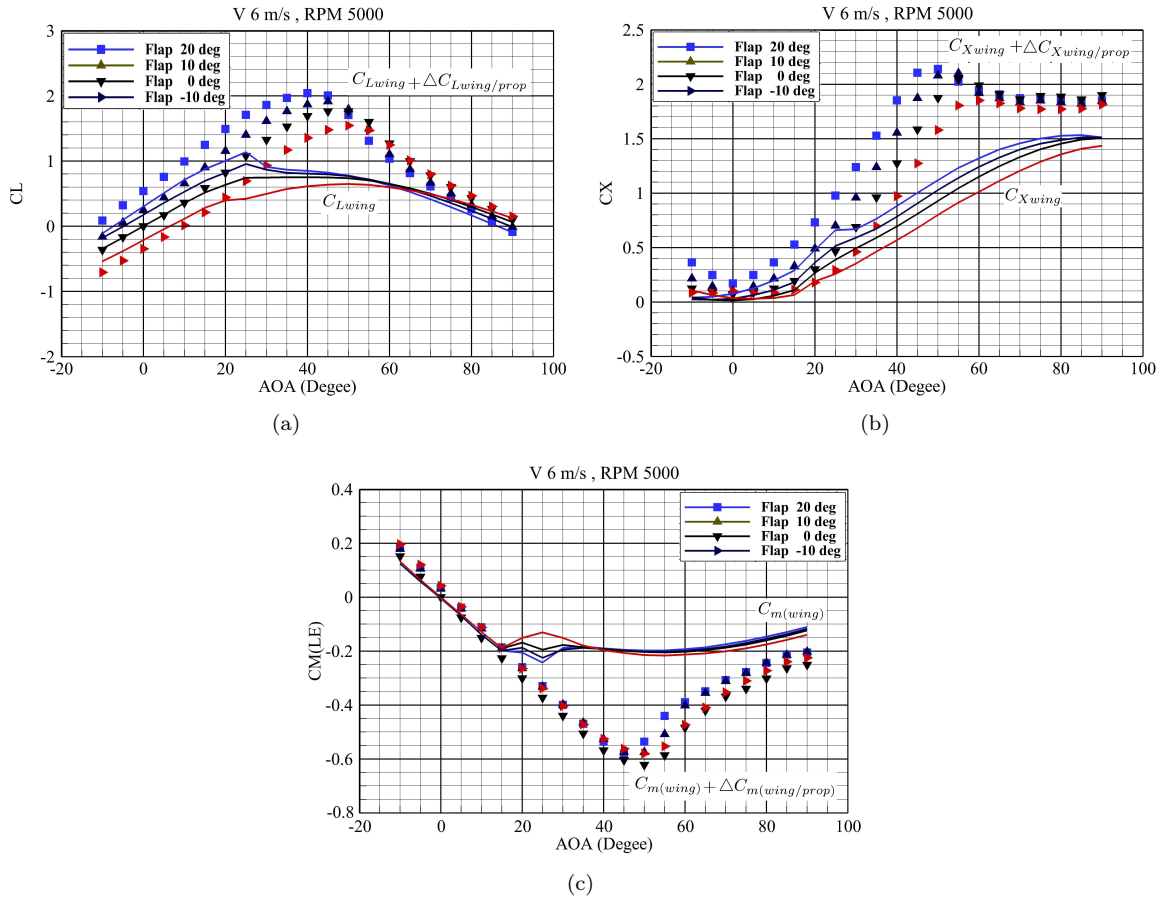 V 6 m/s , RPM 5000
3
2
1
0
-1
-2
CL
Flap 20 deg
Flap 10 deg
Flap 0 deg
Flap -10 deg
C_{Lwing} + △C_{Lwing/prop}
C_{Lwing}
-20 0 20 40 60 80 100
AOA (Degree)
(a)
V 6 m/s , RPM 5000
2.5
2
1.5
1
0.5
0
-0.5
CX
Flap 20 deg
Flap 10 deg
Flap 0 deg
Flap -10 deg
C_{Xwing} + △C_{Xwing/prop}
C_{Xwing}
-20 0 20 40 60 80 100
AOA (Degree)
(b)
V 6 m/s , RPM 5000
0.4
0.2
0
-0.2
-0.4
-0.6
-0.8
CM(LE)
Flap 20 deg
Flap 10 deg
Flap 0 deg
Flap -10 deg
C_{m(wing)}
C_{m(wing)} + △C_{m(wing/prop)}
-20 0 20 40 60 80 100
AOA (Degree)
(c)